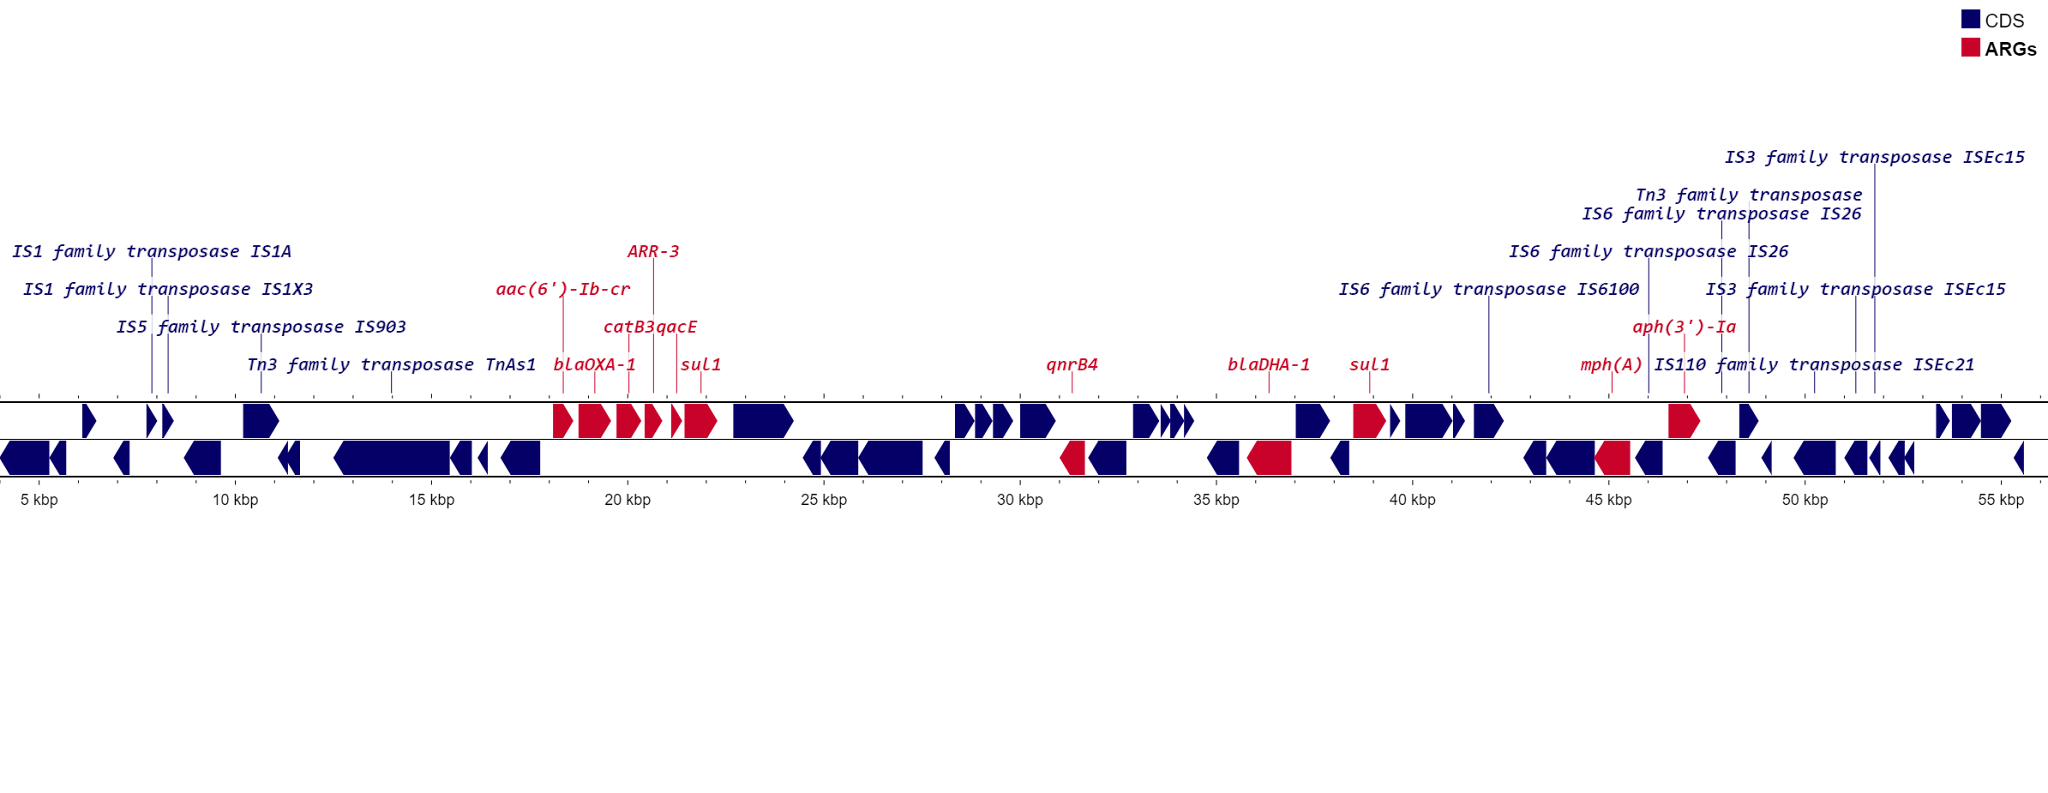 CDS
ARGs
IS3 family transposase ISEc15
Tn3 family transposase
IS6 family transposase IS26
IS1 family transposase IS1A
ARR-3
IS6 family transposase IS26
IS1 family transposase IS1X3
aac(6')-Ib-cr
IS6 family transposase IS6100
IS3 family transposase ISEc15
IS5 family transposase IS903
catB3
qacE
aph(3')-Ia
Tn3 family transposase TnAs1
blaOXA-1
sul1
qnrB4
blaDHA-1
sul1
mph(A)
IS110 family transposase ISEc21
5 kbp
10 kbp
15 kbp
20 kbp
25 kbp
30 kbp
35 kbp
40 kbp
45 kbp
50 kbp
55 kbp